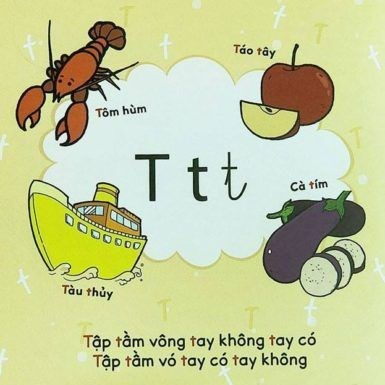 Tôm hùm
Táo tây
T t t
Cà tím
Tàu thủy
Tập tầm vông tay không tay có
Tập tầm vó tay có tay không